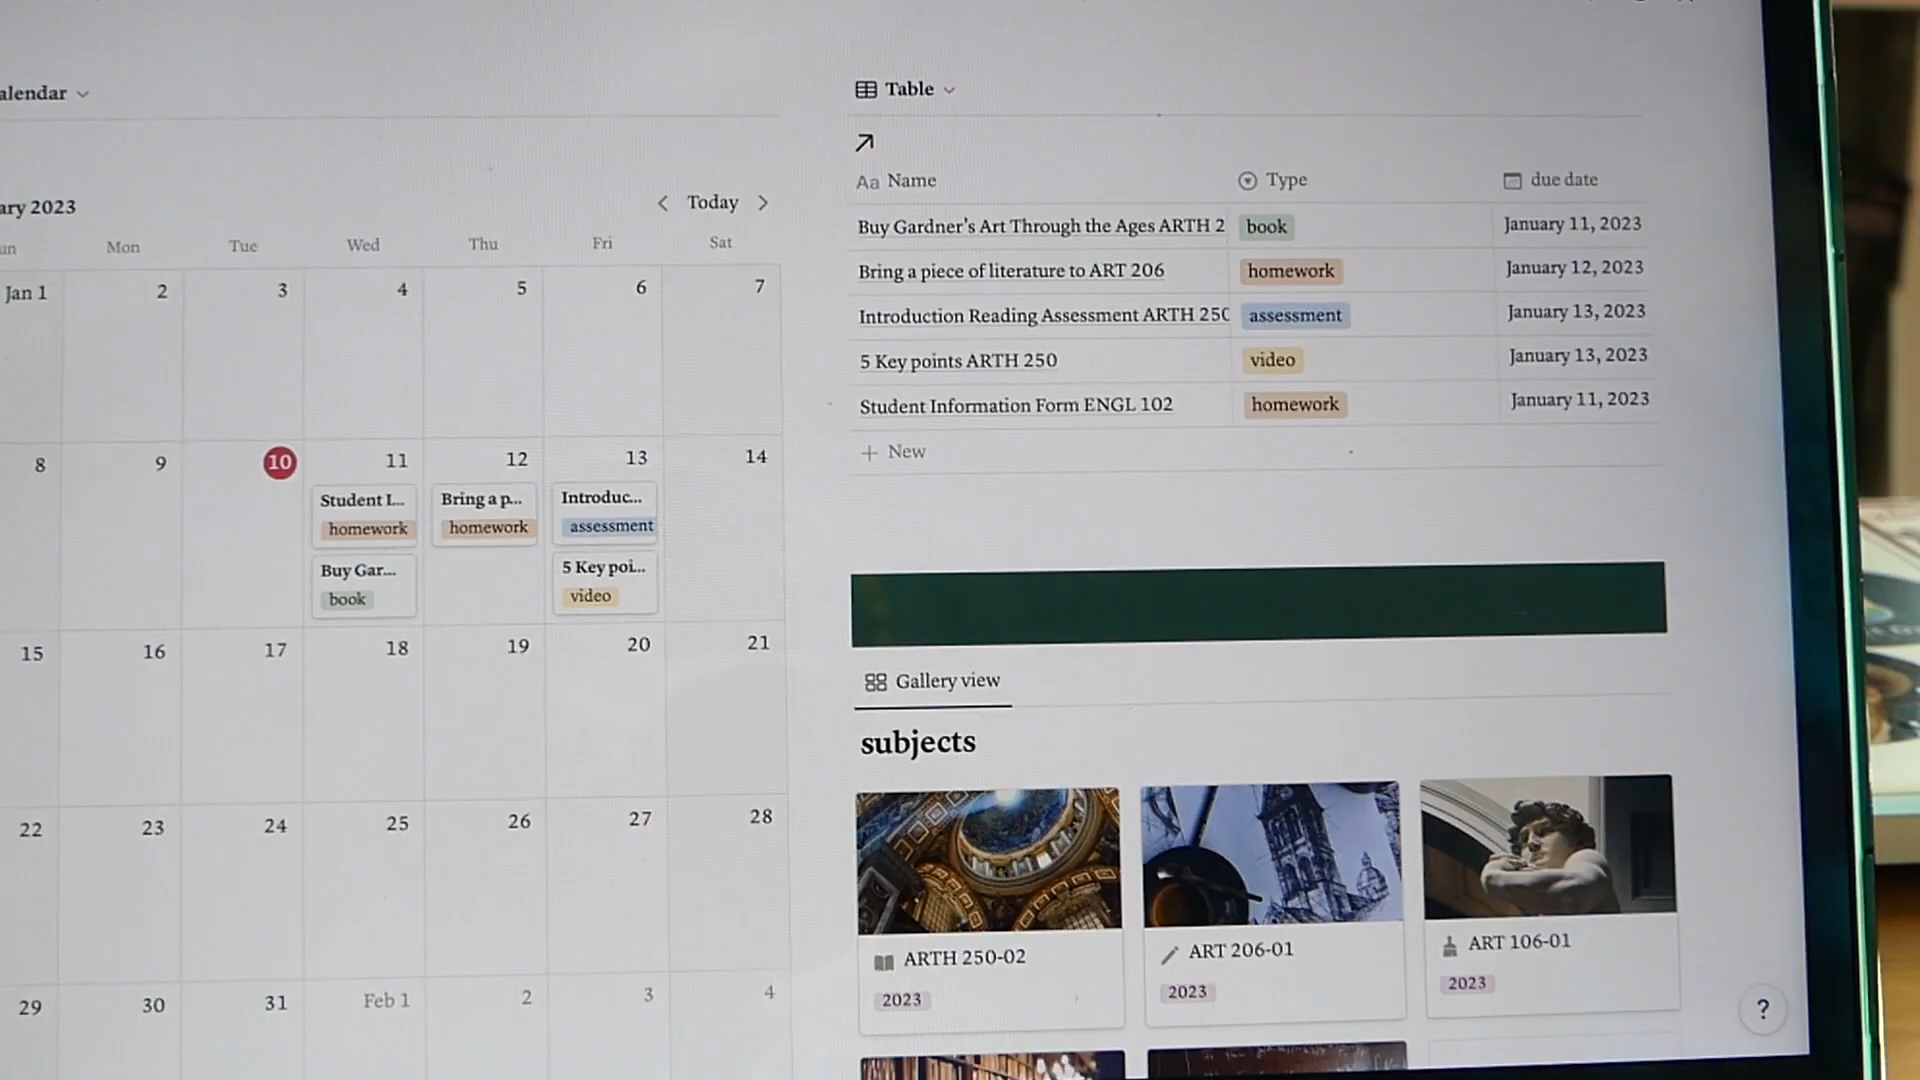 alendar
ary 2023
Today
un Mon Tue Wed Thu Fri Sat
Jan 1 2 3 4 5 6 7
8 9 10 11 12 13 14
Student I... Bring a p... Introduc...
homework homework assessment
Buy Gar... 5 Key poi...
book video
15 16 17 18 19 20 21
22 23 24 25 26 27 28
29 30 31 Feb 1 2 3 4
Table
Aa Name Type due date
Buy Gardner's Art Through the Ages ARTH 2 book January 11, 2023
Bring a piece of literature to ART 206 homework January 12, 2023
Introduction Reading Assessment ARTH 250 assessment January 13, 2023
5 Key points ARTH 250 video January 13, 2023
Student Information Form ENGL 102 homework January 11, 2023
+ New
Gallery view
subjects
ARTH 250-02
2023
ART 206-01
2023
ART 106-01
2023
?